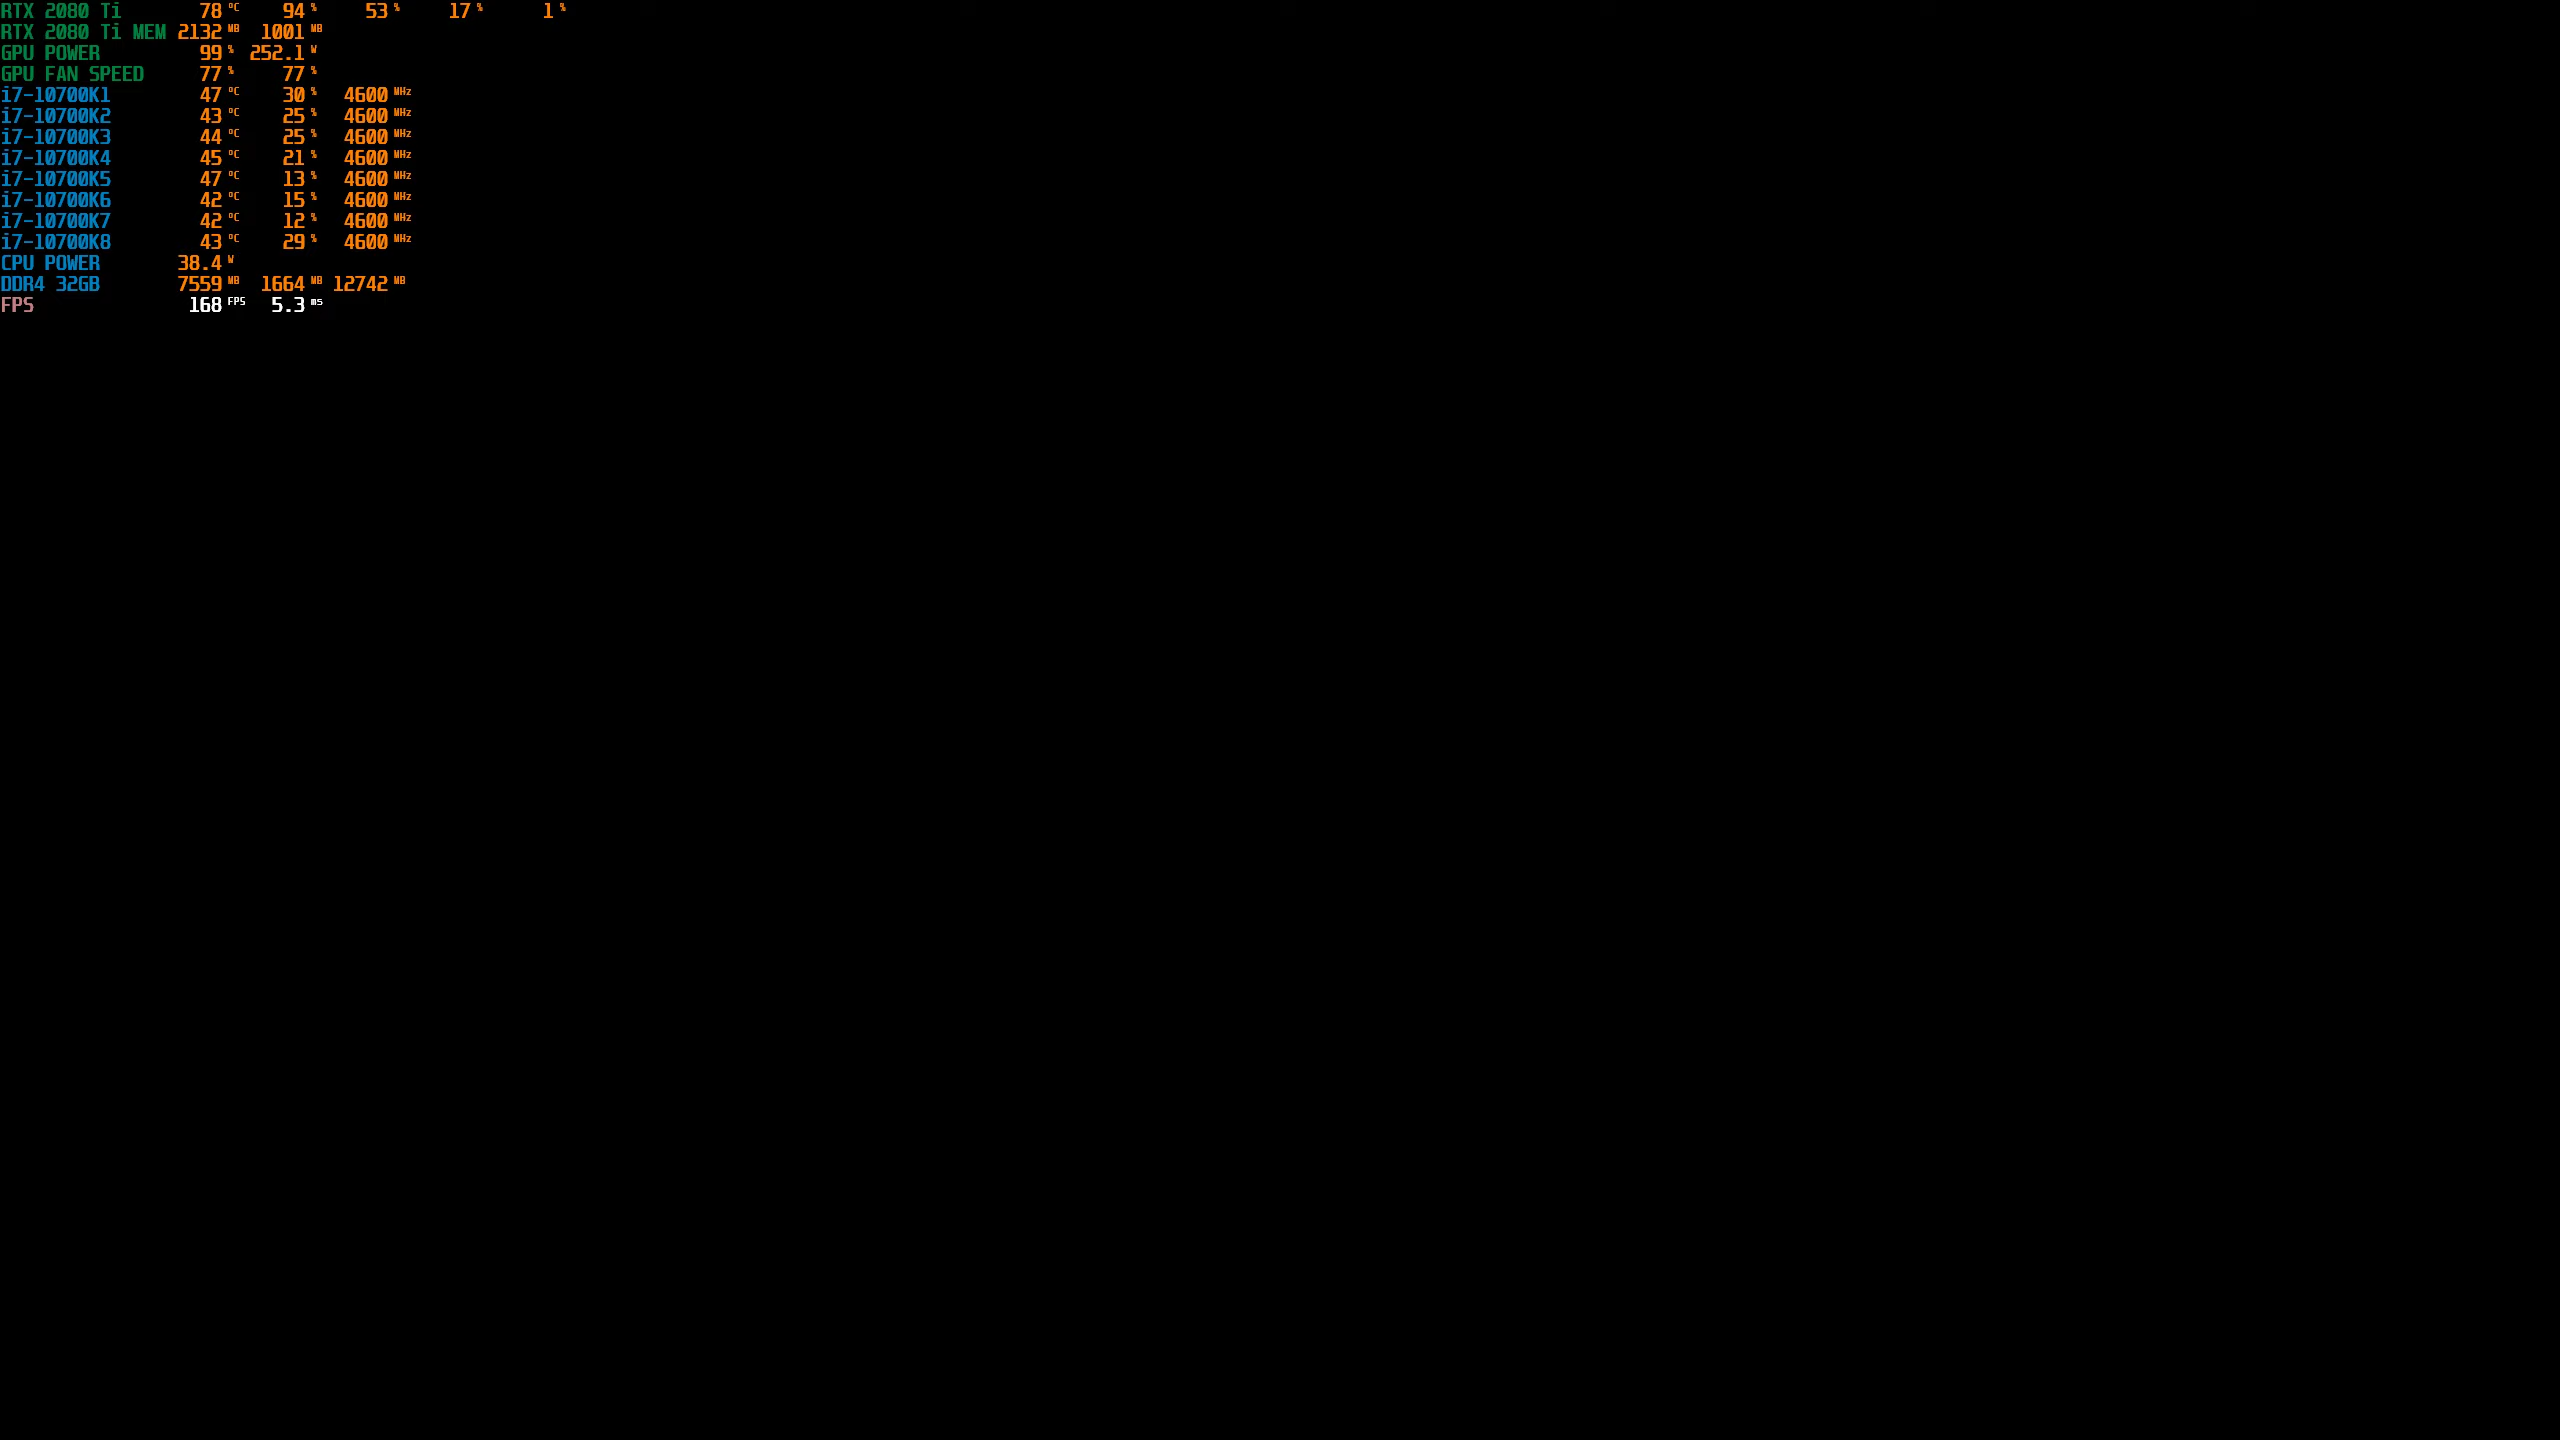 RTX 2080 Ti 78 °C 94 % 53 % 17 % 1 %
RTX 2080 Ti MEM 2132 MB 1001 MB
GPU POWER 99 % 252.1 W
GPU FAN SPEED 77 % 77 %
i7-10700K1 47 °C 30 % 4600 MHz
i7-10700K2 43 °C 25 % 4600 MHz
i7-10700K3 44 °C 25 % 4600 MHz
i7-10700K4 45 °C 21 % 4600 MHz
i7-10700K5 47 °C 13 % 4600 MHz
i7-10700K6 42 °C 15 % 4600 MHz
i7-10700K7 42 °C 12 % 4600 MHz
i7-10700K8 43 °C 29 % 4600 MHz
CPU POWER 38.4 W
DDR4 32GB 7559 MB 1664 MB 12742 MB
FPS 168 FPS 5.3 ms